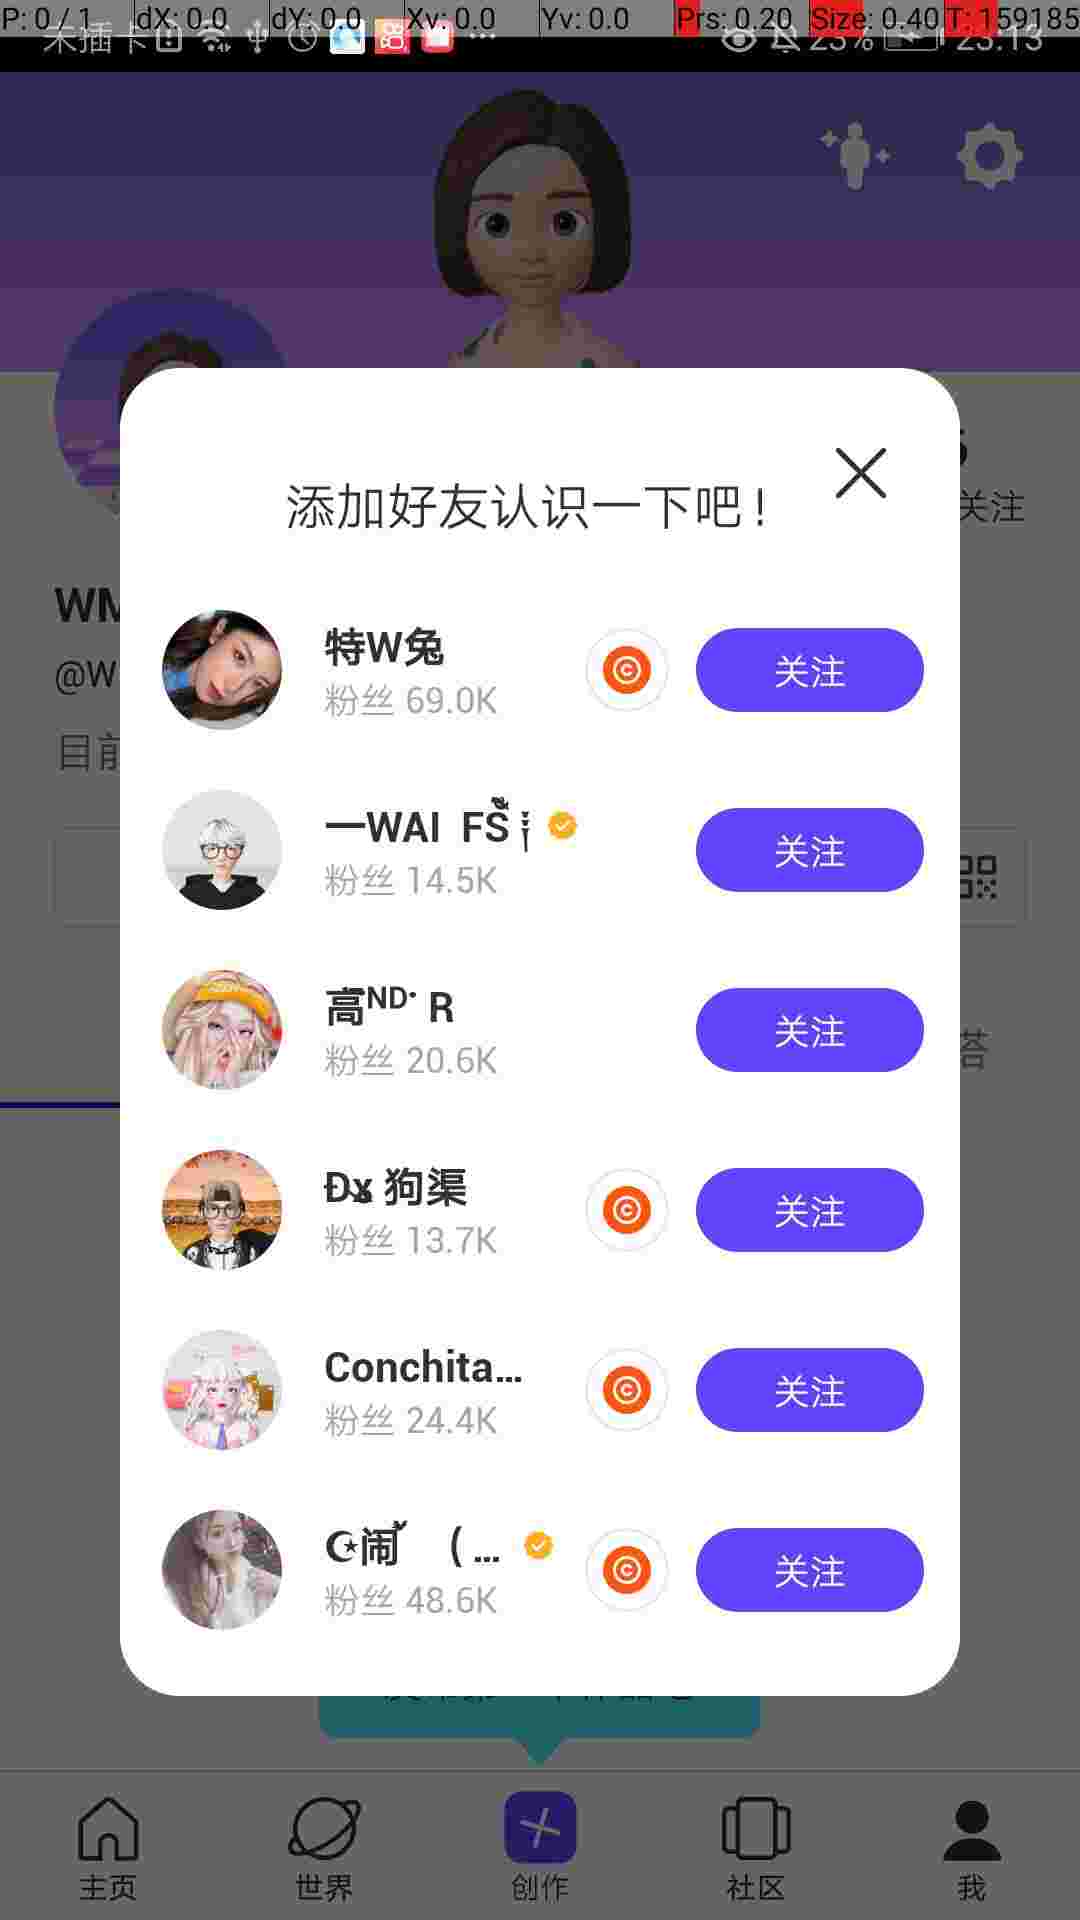 P: 0 / 1 dX: 0.0 dY: 0.0 Xv: 0.0 Yv: 0.0 Prs: 0.20 Size: 0.40 T: 159185
未插卡 23% 23:13
添加好友认识一下吧!
关注
特W兔
粉丝 69.0K
关注
WM
@W
目前
一WAI FS
粉丝 14.5K
关注
高ᴺᴰ· R
粉丝 20.6K
关注
答
Ðɤ 狗渠
粉丝 13.7K
关注
Conchita...
粉丝 24.4K
关注
☪闹 ( ...
粉丝 48.6K
关注
主页
世界
创作
社区
我